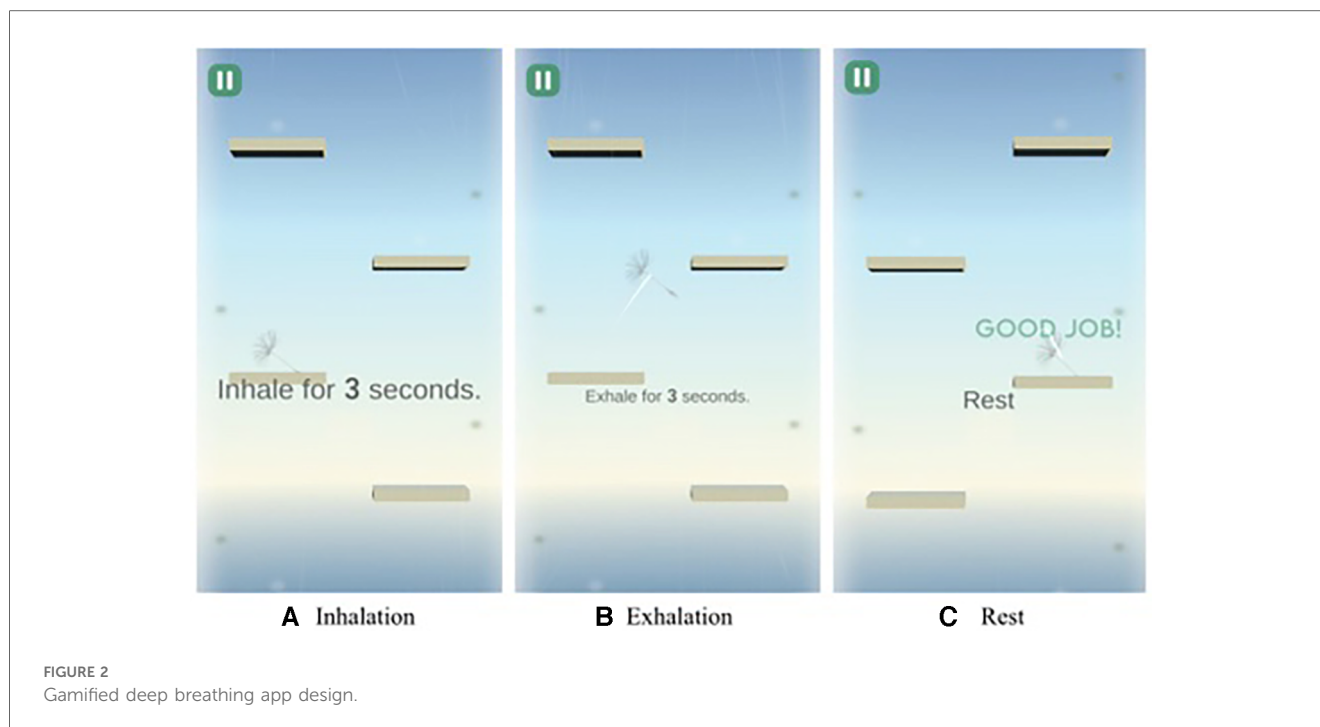 Inhale for 3 seconds.
Exhale for 3 seconds.
GOOD JOB!
Rest
A Inhalation
B Exhalation
C Rest
FIGURE 2
Gamified deep breathing app design.